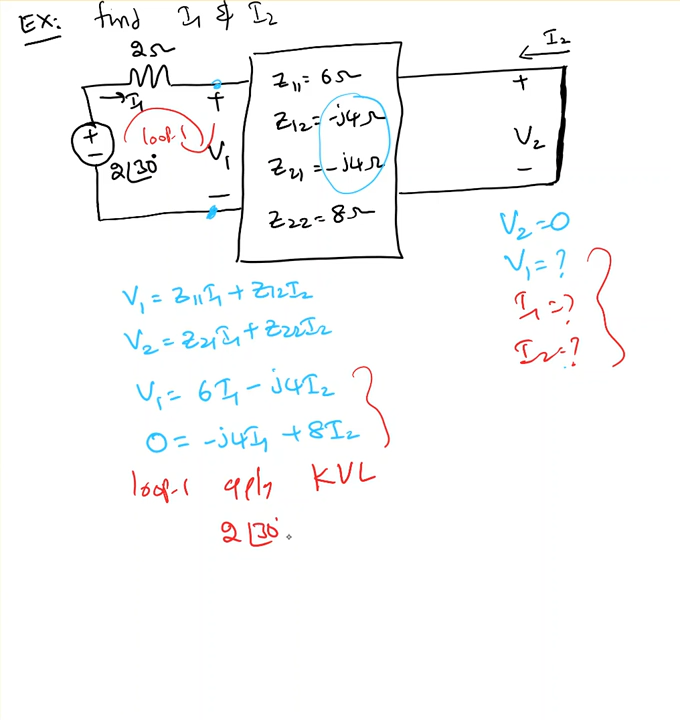 EX: find I₁ & I₂
2Ω
I₂
I₁
+
Z₁₁ = 6Ω
+
+
loop-1
V₁
Z₁₂ = -j4Ω
V₂
−
2∠30°
Z₂₁ = -j4Ω
−
−
Z₂₂ = 8Ω
V₂ = 0
V₁ = ?
V₁ = Z₁₁I₁ + Z₁₂I₂
I₁ = ?
V₂ = Z₂₁I₁ + Z₂₂I₂
I₂ = ?
V₁ = 6I₁ − j4I₂
0 = −j4I₁ + 8I₂
loop-1 apply KVL
2∠30°